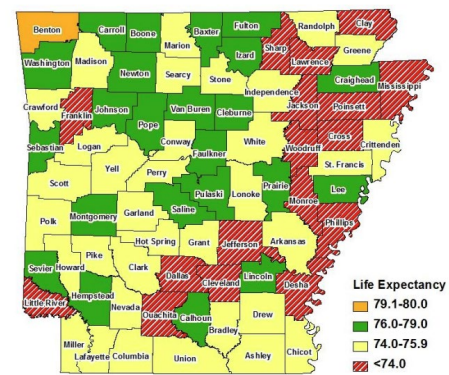 Benton
Carroll
Boone
Baxter
Fulton
Randolph
Clay
Marion
Sharp
Greene
Washington
Madison
Izard
Lawrence
Newton
Searcy
Stone
Craighead
Mississippi
Independence
Crawford
Franklin
Johnson
Van Buren
Cleburne
Jackson
Poinsett
Pope
Sebastian
Logan
Conway
White
Woodruff
Cross
Crittenden
Faulkner
Yell
Perry
St. Francis
Scott
Pulaski
Lonoke
Prairie
Lee
Saline
Monroe
Polk
Montgomery
Garland
Phillips
Hot Spring
Grant
Jefferson
Arkansas
Pike
Sevier
Howard
Clark
Dallas
Cleveland
Lincoln
Desha
Life Expectancy
79.1-80.0
76.0-79.0
74.0-75.9
<74.0
Little River
Hempstead
Nevada
Ouachita
Calhoun
Drew
Bradley
Miller
Lafayette
Columbia
Union
Ashley
Chicot